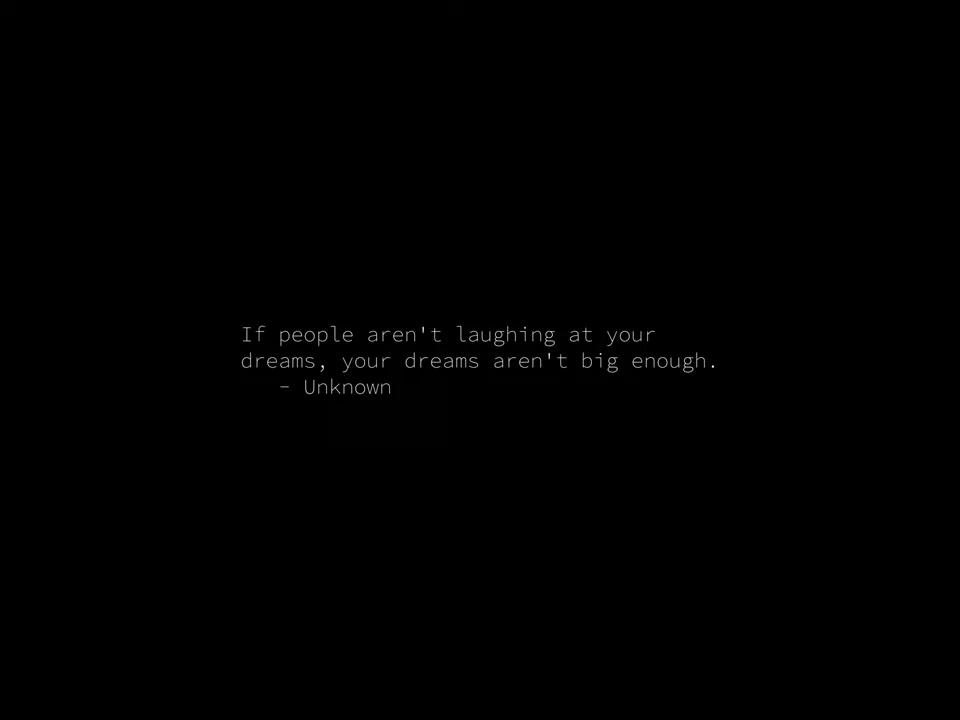 If people aren't laughing at your
dreams, your dreams aren't big enough.
- Unknown